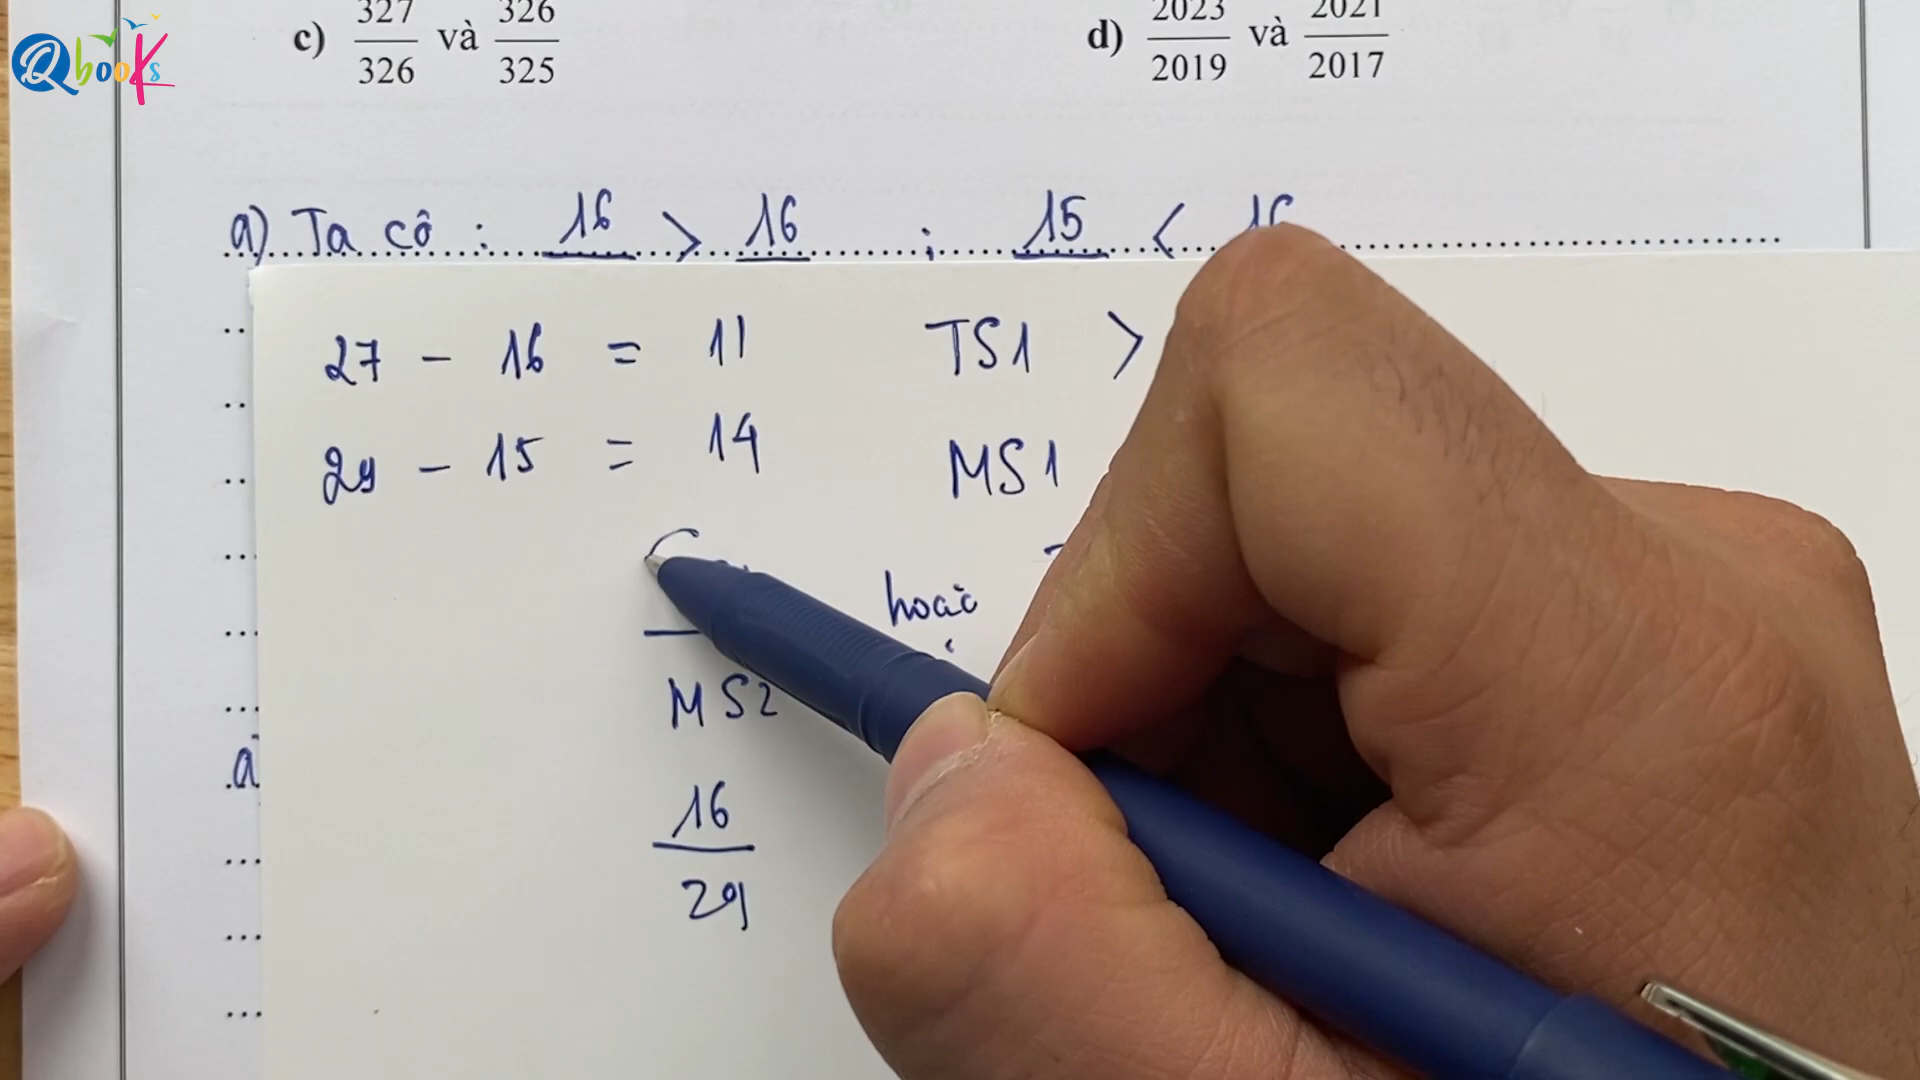 Qbooks
c) 327/326 và 326/325
d) 2023/2019 và 2021/2017
a) Ta có : 16 > 16 ; 15 < 16
27 - 16 = 11
TS1 >
29 - 15 = 14
MS1
hoặc
MS2
16/29